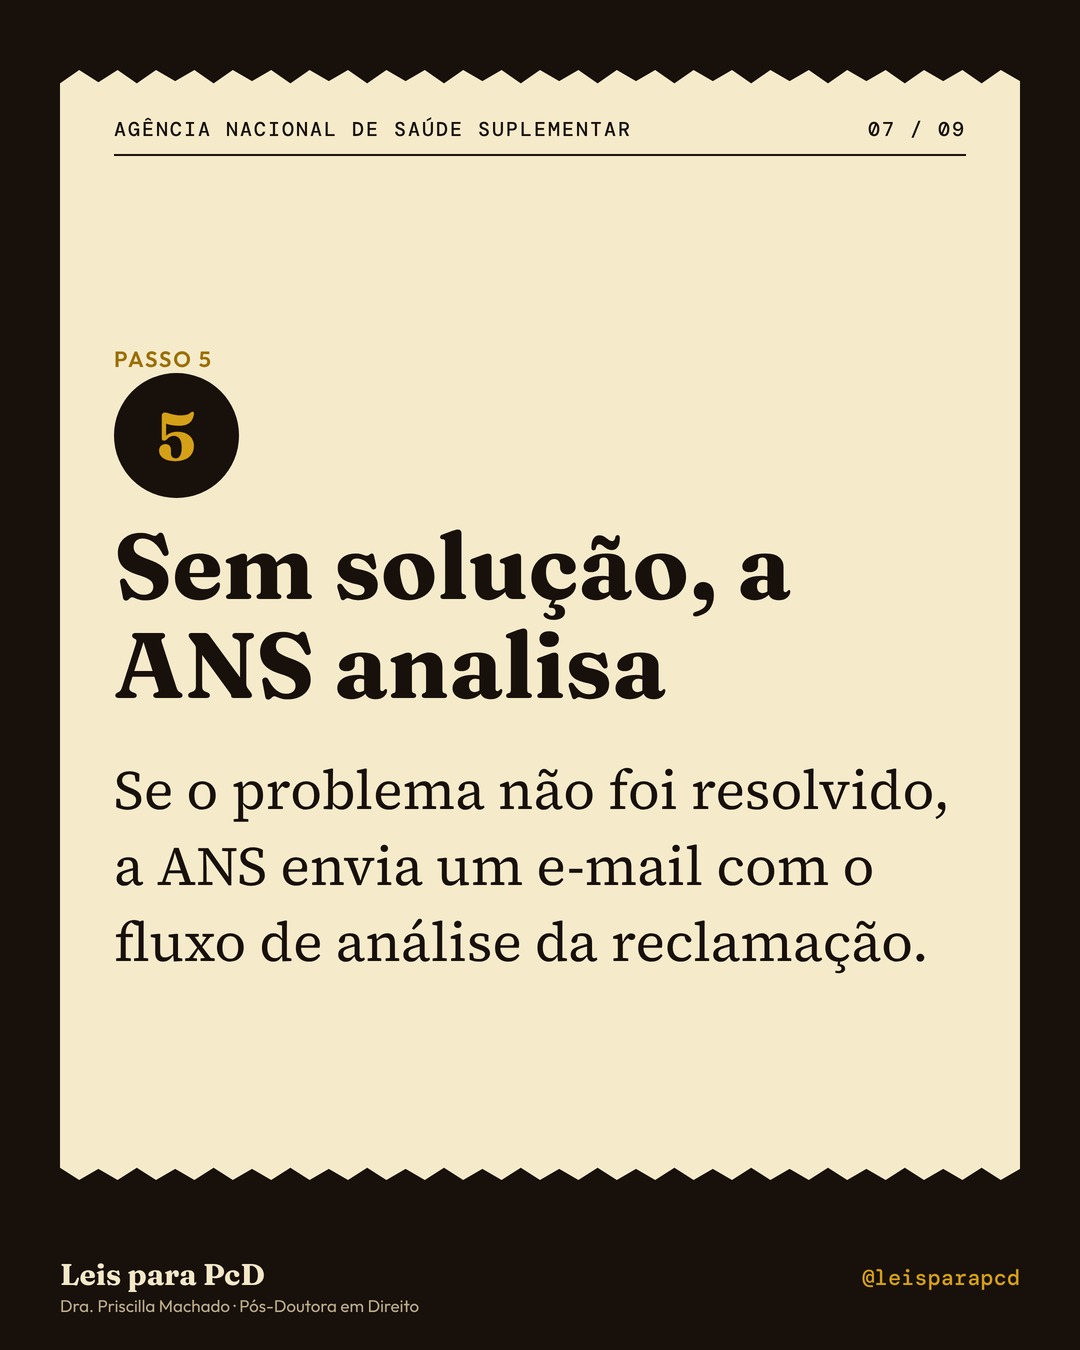 AGÊNCIA NACIONAL DE SAÚDE SUPLEMENTAR
07 / 09
PASSO 5
5
Sem solução, a
ANS analisa
Se o problema não foi resolvido,
a ANS envia um e-mail com o
fluxo de análise da reclamação.
Leis para PcD
@leisparapcd
Dra. Priscilla Machado · Pós-Doutora em Direito